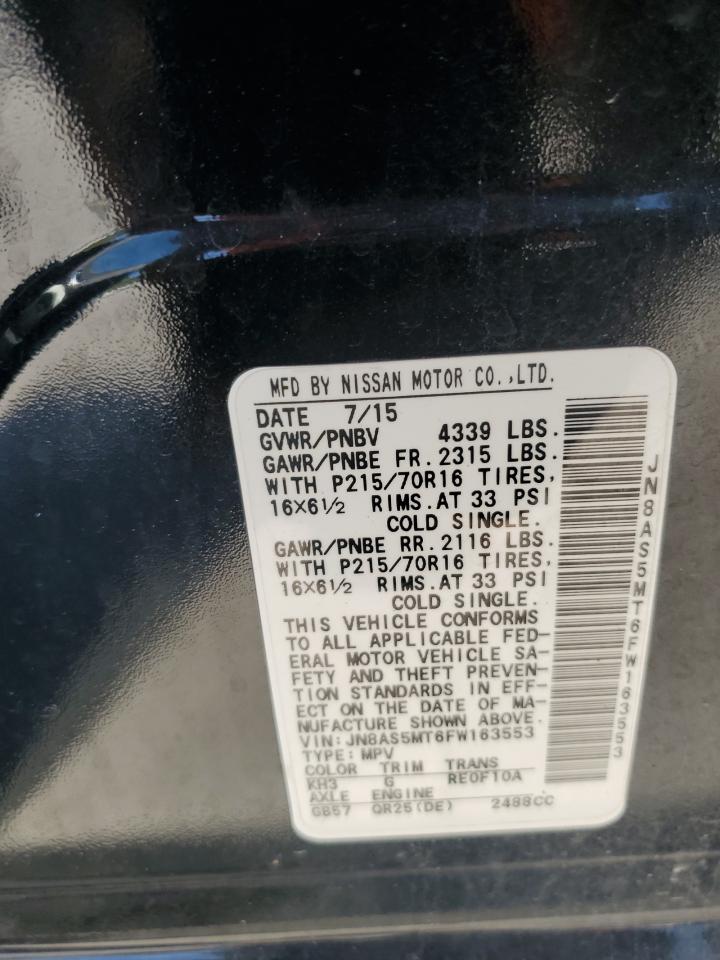 MFD BY NISSAN MOTOR CO.,LTD.
DATE 7/15
GVWR/PNBV 4339 LBS.
GAWR/PNBE FR.2315 LBS.
WITH P215/70R16 TIRES,
16×6½ RIMS.AT 33 PSI
COLD SINGLE.
GAWR/PNBE RR.2116 LBS.
WITH P215/70R16 TIRES,
16×6½ RIMS.AT 33 PSI
COLD SINGLE.
THIS VEHICLE CONFORMS
TO ALL APPLICABLE FED-
ERAL MOTOR VEHICLE SA-
FETY AND THEFT PREVEN-
TION STANDARDS IN EFF-
ECT ON THE DATE OF MA-
NUFACTURE SHOWN ABOVE.
VIN:JN8AS5MT6FW163553
TYPE:MPV
COLOR TRIM TRANS
KH3 G RE0F10A
AXLE ENGINE
GB57 QR25(DE) 2488CC
JN8AS5MT6FW163553